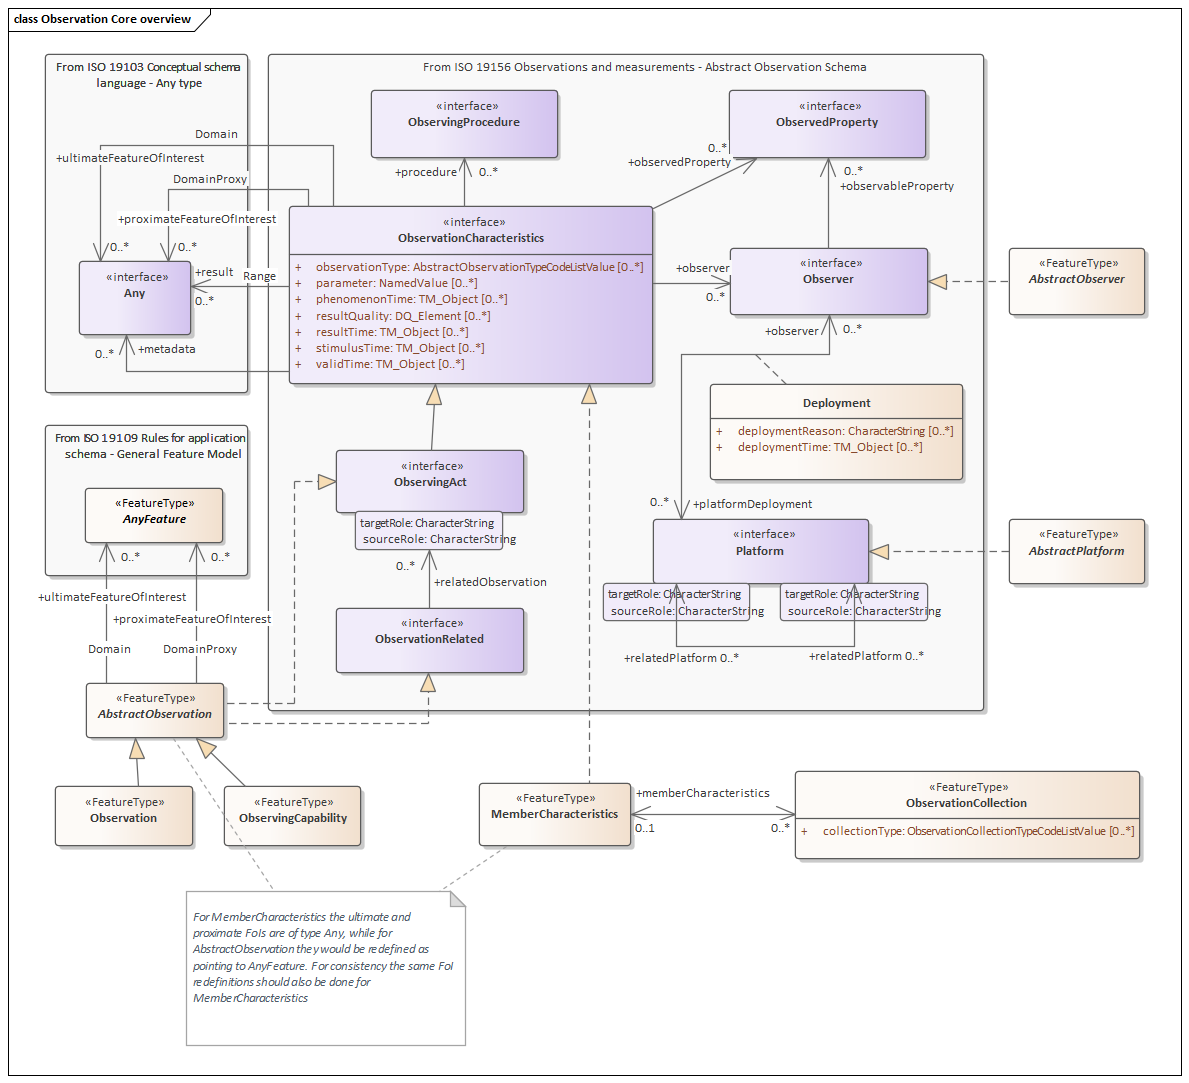 class Observation Core overview
From ISO 19103 Conceptual schema
language - Any type
From ISO 19156 Observations and measurements - Abstract Observation Schema
«interface»
ObservingProcedure
«interface»
ObservedProperty
Domain
+ultimateFeatureOfInterest
DomainProxy
+proximateFeatureOfInterest
0..*
0..*
+procedure
0..*
0..*
+observedProperty
0..*
+observableProperty
«interface»
Any
+result
Range
0..*
0..*
+metadata
«interface»
ObservationCharacteristics
+ observationType: AbstractObservationTypeCodeListValue [0..*]
+ parameter: NamedValue [0..*]
+ phenomenonTime: TM_Object [0..*]
+ resultQuality: DQ_Element [0..*]
+ resultTime: TM_Object [0..*]
+ stimulusTime: TM_Object [0..*]
+ validTime: TM_Object [0..*]
+observer
0..*
«interface»
Observer
«FeatureType»
AbstractObserver
+observer
0..*
Deployment
+ deploymentReason: CharacterString [0..*]
+ deploymentTime: TM_Object [0..*]
From ISO 19109 Rules for application
schema - General Feature Model
«FeatureType»
AnyFeature
0..*
0..*
+ultimateFeatureOfInterest
+proximateFeatureOfInterest
Domain
DomainProxy
«interface»
ObservingAct
targetRole: CharacterString
sourceRole: CharacterString
0..*
+relatedObservation
«interface»
ObservationRelated
0..*
+platformDeployment
«interface»
Platform
targetRole: CharacterString
sourceRole: CharacterString
targetRole: CharacterString
sourceRole: CharacterString
+relatedPlatform 0..*
+relatedPlatform 0..*
«FeatureType»
AbstractPlatform
«FeatureType»
AbstractObservation
«FeatureType»
Observation
«FeatureType»
ObservingCapability
«FeatureType»
MemberCharacteristics
+memberCharacteristics
0..1
0..*
«FeatureType»
ObservationCollection
+ collectionType: ObservationCollectionTypeCodeListValue [0..*]
For MemberCharacteristics the ultimate and
proximate FoIs are of type Any, while for
AbstractObservation they would be redefined as
pointing to AnyFeature. For consistency the same FoI
redefinitions should also be done for
MemberCharacteristics